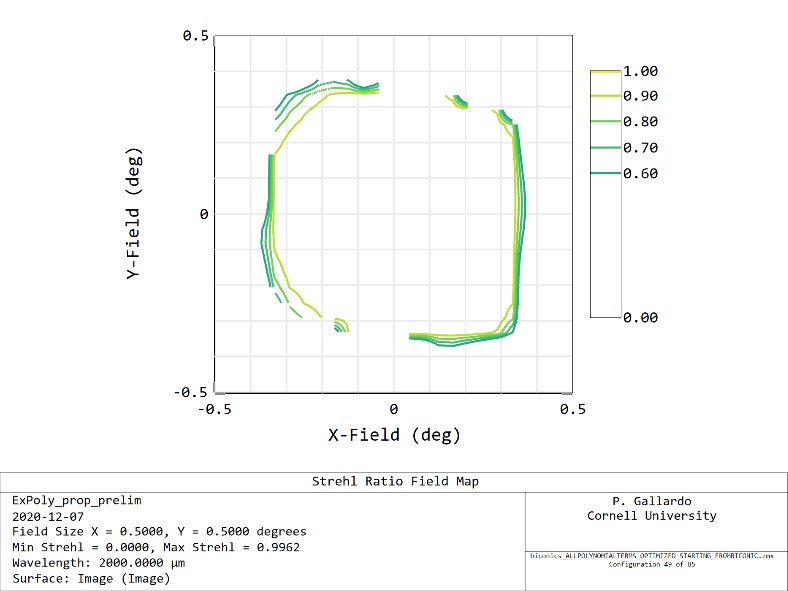 0.5
0
-0.5
Y-Field (deg)
-0.5
0
0.5
X-Field (deg)
1.00
0.90
0.80
0.70
0.60
0.00
Strehl Ratio Field Map
ExPoly_prop_prelim
2020-12-07
Field Size X = 0.5000, Y = 0.5000 degrees
Min Strehl = 0.0000, Max Strehl = 0.9962
Wavelength: 2000.0000 µm
Surface: Image (Image)
P. Gallardo
Cornell University
biconics_ALLPOLYNOMIALTERMS_OPTIMIZED_STARTING_FROMBICONIC.zmx
Configuration 49 of 85